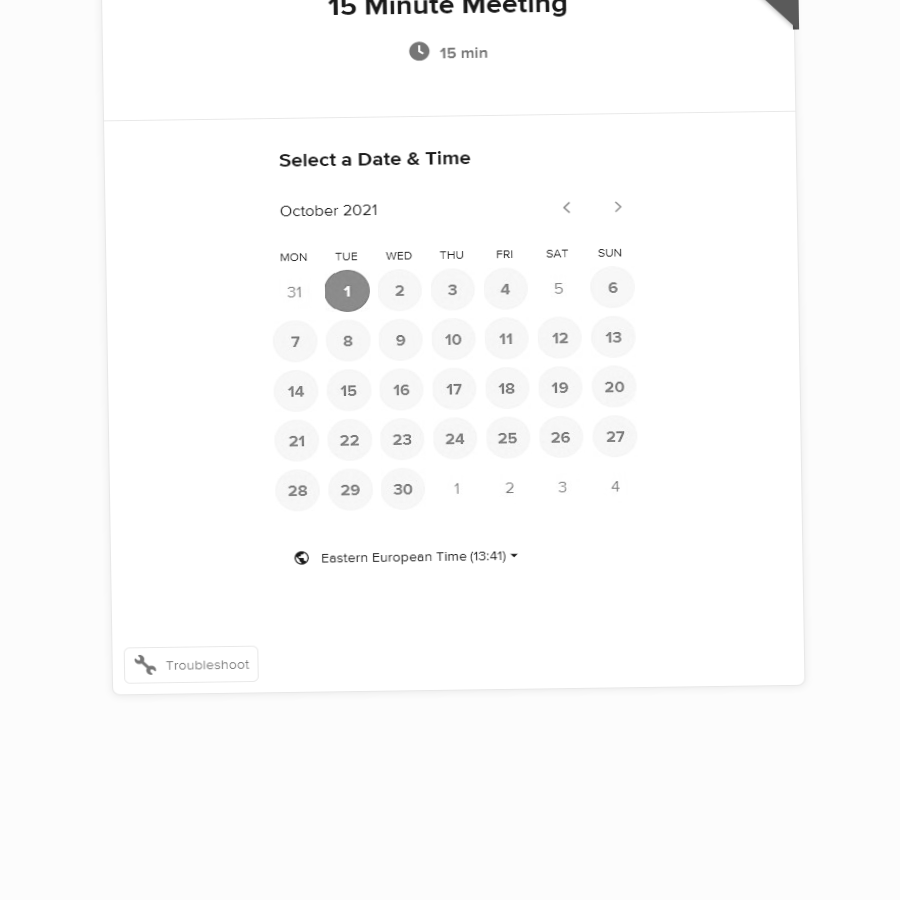 15 Minute Meeting
15 min
Select a Date & Time
October 2021
MON TUE WED THU FRI SAT SUN
31 1 2 3 4 5 6
7 8 9 10 11 12 13
14 15 16 17 18 19 20
21 22 23 24 25 26 27
28 29 30 1 2 3 4
Eastern European Time (13:41)
Troubleshoot